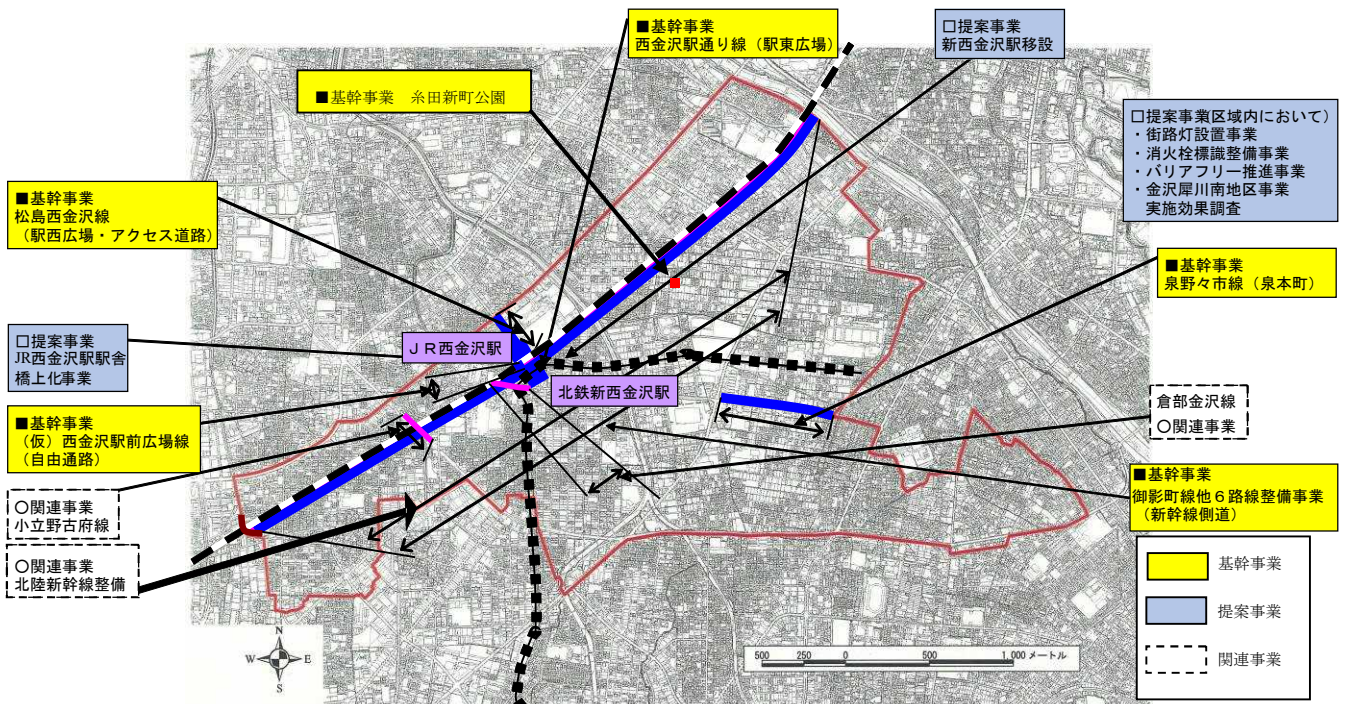 ■基幹事業
西金沢駅通り線（駅東広場）
□提案事業
新西金沢駅移設
■基幹事業　糸田新町公園
□提案事業区域内において）
・街路灯設置事業
・消火栓標識整備事業
・バリアフリー推進事業
・金沢犀川南地区事業
実施効果調査
■基幹事業
松島西金沢線
（駅西広場・アクセス道路）
■基幹事業
泉野々市線（泉本町）
□提案事業
JR西金沢駅駅舎
橋上化事業
ＪＲ西金沢駅
北鉄新西金沢駅
倉部金沢線
〇関連事業
■基幹事業
（仮）西金沢駅前広場線
（自由通路）
■基幹事業
御影町線他６路線整備事業
（新幹線側道）
〇関連事業
小立野古府線
〇関連事業
北陸新幹線整備
基幹事業
提案事業
関連事業
N
W E
S
500 250 0 500 1,000 メートル